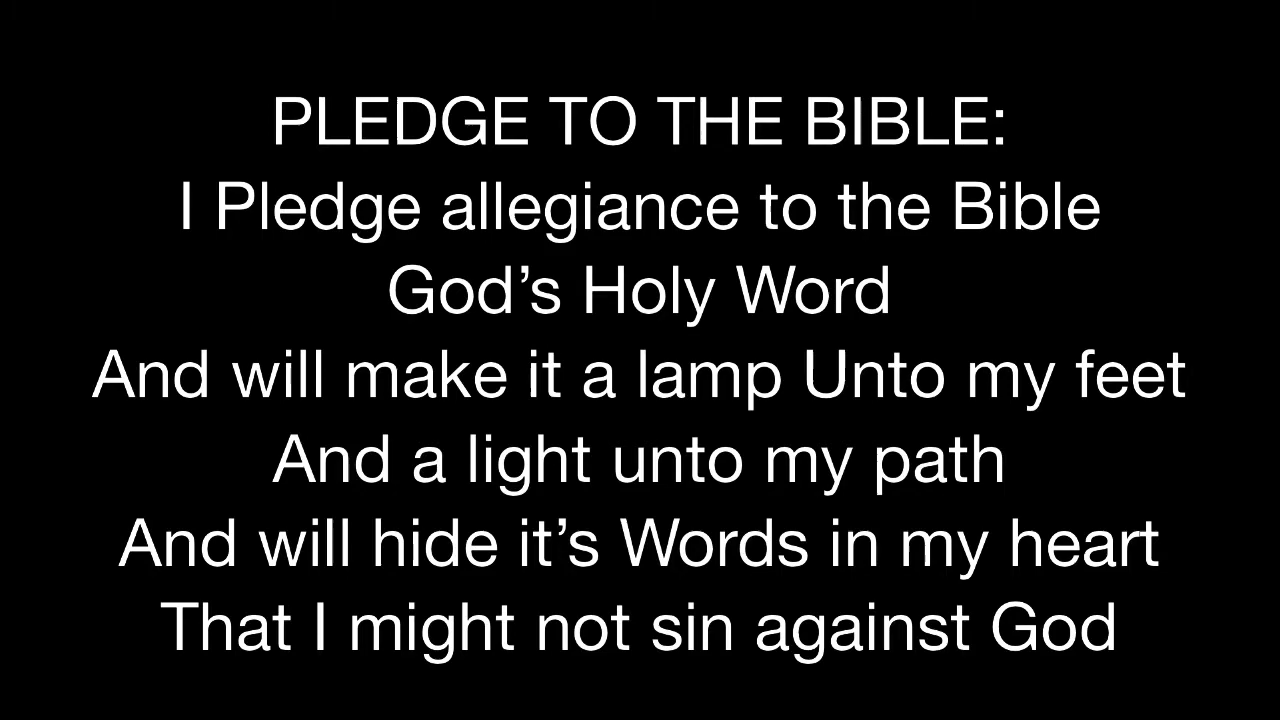 PLEDGE TO THE BIBLE:
I Pledge allegiance to the Bible
God’s Holy Word
And will make it a lamp Unto my feet
And a light unto my path
And will hide it’s Words in my heart
That I might not sin against God